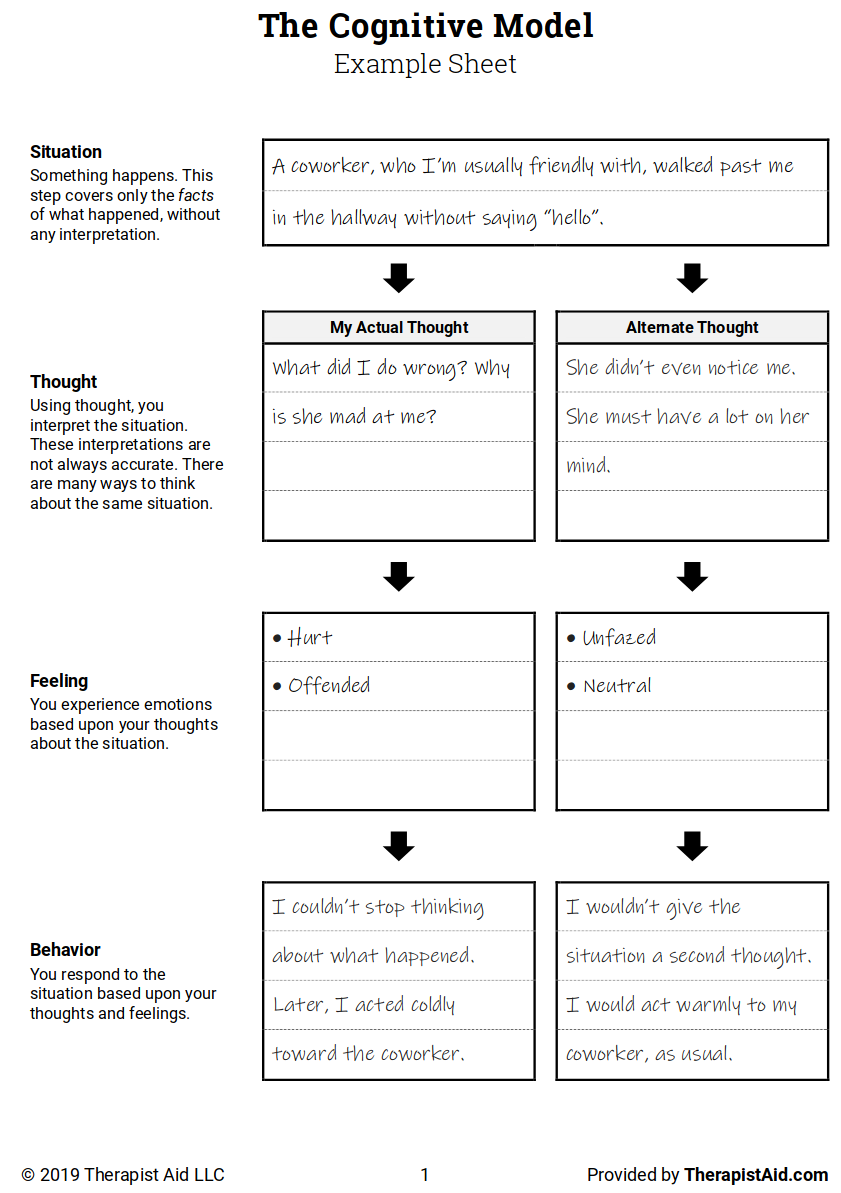 The Cognitive Model
Example Sheet
Situation
Something happens. This
step covers only the facts
of what happened, without
any interpretation.
A coworker, who I'm usually friendly with, walked past me
in the hallway without saying "hello".
Thought
Using thought, you
interpret the situation.
These interpretations are
not always accurate. There
are many ways to think
about the same situation.
My Actual Thought
What did I do wrong? Why
is she mad at me?
Alternate Thought
She didn't even notice me.
She must have a lot on her
mind.
Feeling
You experience emotions
based upon your thoughts
about the situation.
• Hurt
• Offended
• Unfazed
• Neutral
Behavior
You respond to the
situation based upon your
thoughts and feelings.
I couldn't stop thinking
about what happened.
Later, I acted coldly
toward the coworker.
I wouldn't give the
situation a second thought.
I would act warmly to my
coworker, as usual.
© 2019 Therapist Aid LLC
1
Provided by TherapistAid.com